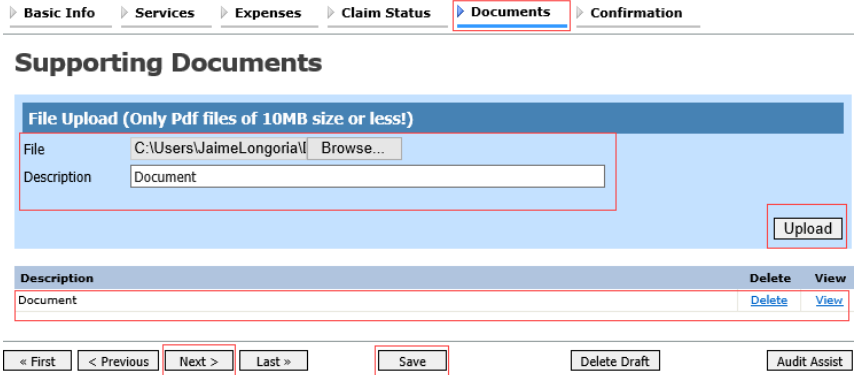 Basic Info Services Expenses Claim Status Documents Confirmation
Supporting Documents
File Upload (Only Pdf files of 10MB size or less!)
File C:\Users\JaimeLongoria\ Browse...
Description Document
Upload
Description Delete View
Document Delete View
« First < Previous Next > Last » Save Delete Draft Audit Assist